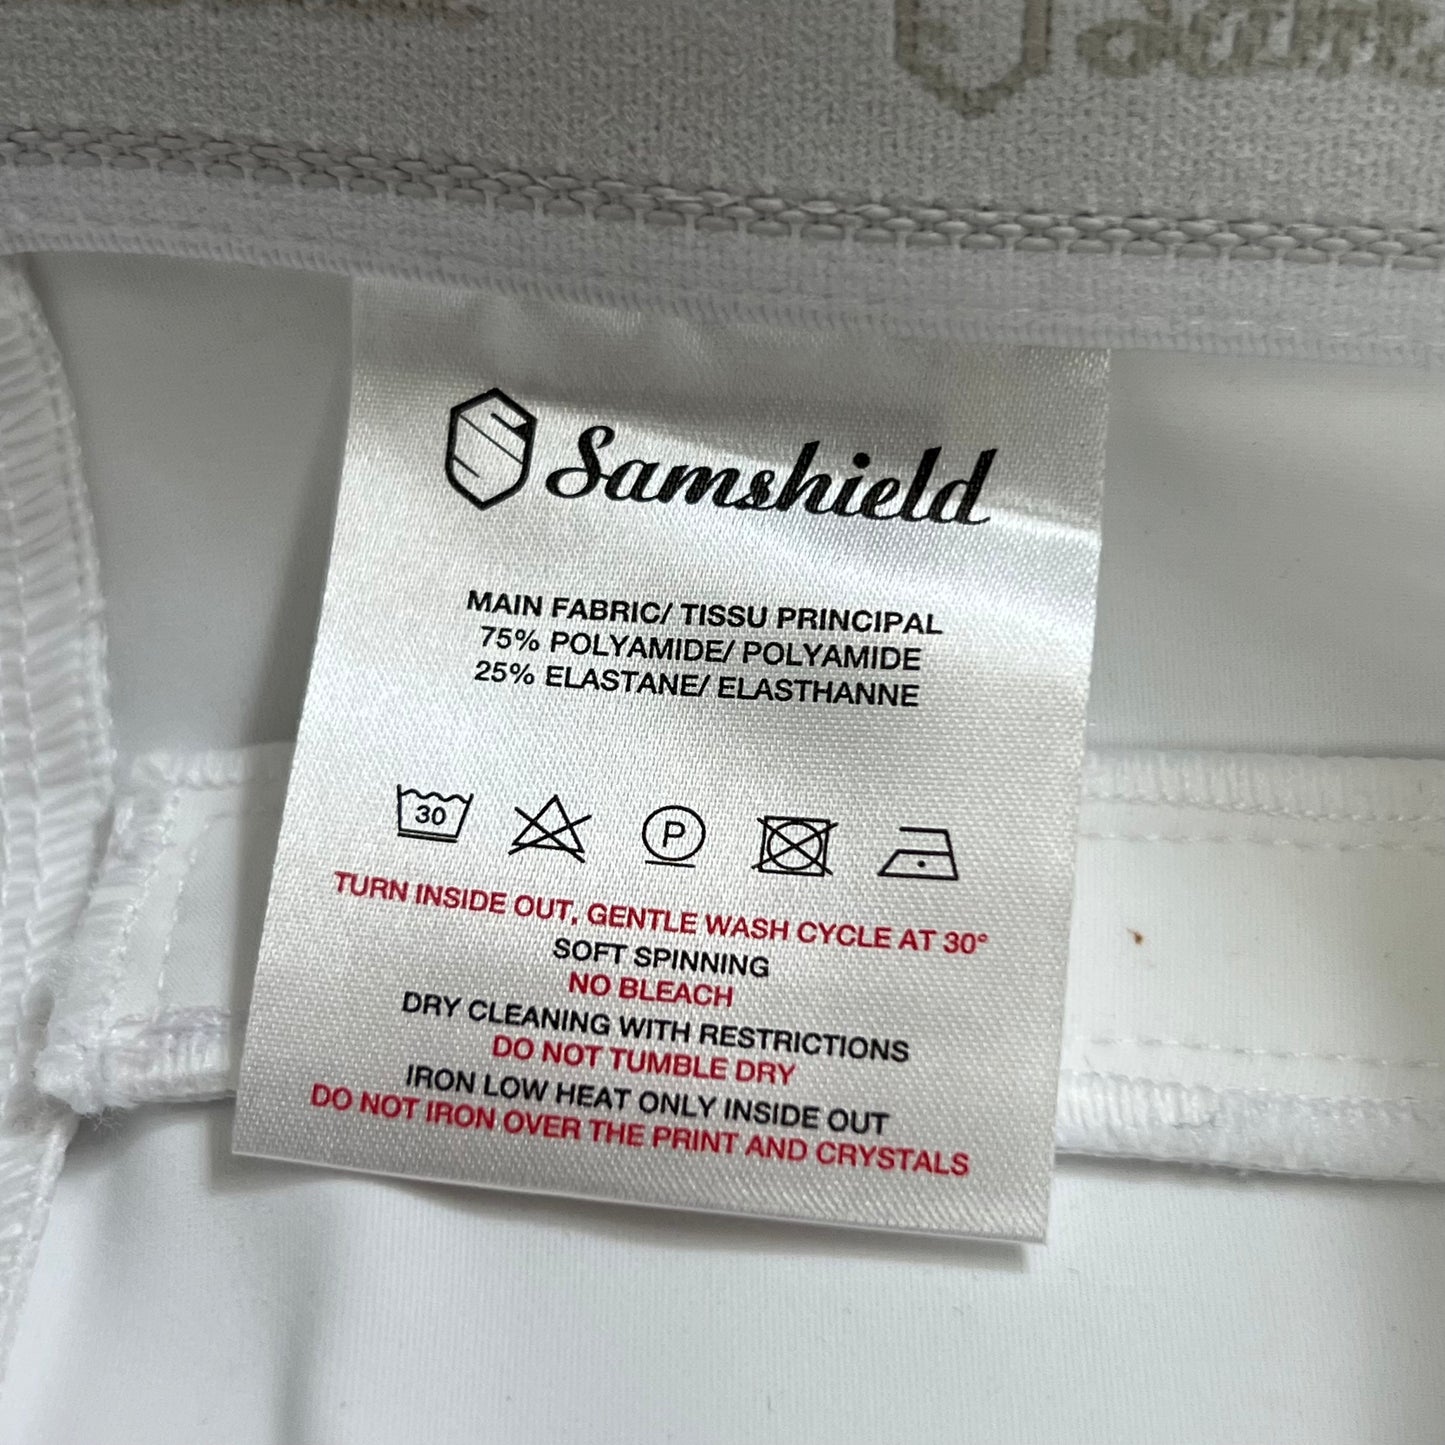 Samshield
MAIN FABRIC/ TISSU PRINCIPAL
75% POLYAMIDE/ POLYAMIDE
25% ELASTANE/ ELASTHANNE
30 P
TURN INSIDE OUT, GENTLE WASH CYCLE AT 30°
SOFT SPINNING
NO BLEACH
DRY CLEANING WITH RESTRICTIONS
DO NOT TUMBLE DRY
IRON LOW HEAT ONLY INSIDE OUT
DO NOT IRON OVER THE PRINT AND CRYSTALS